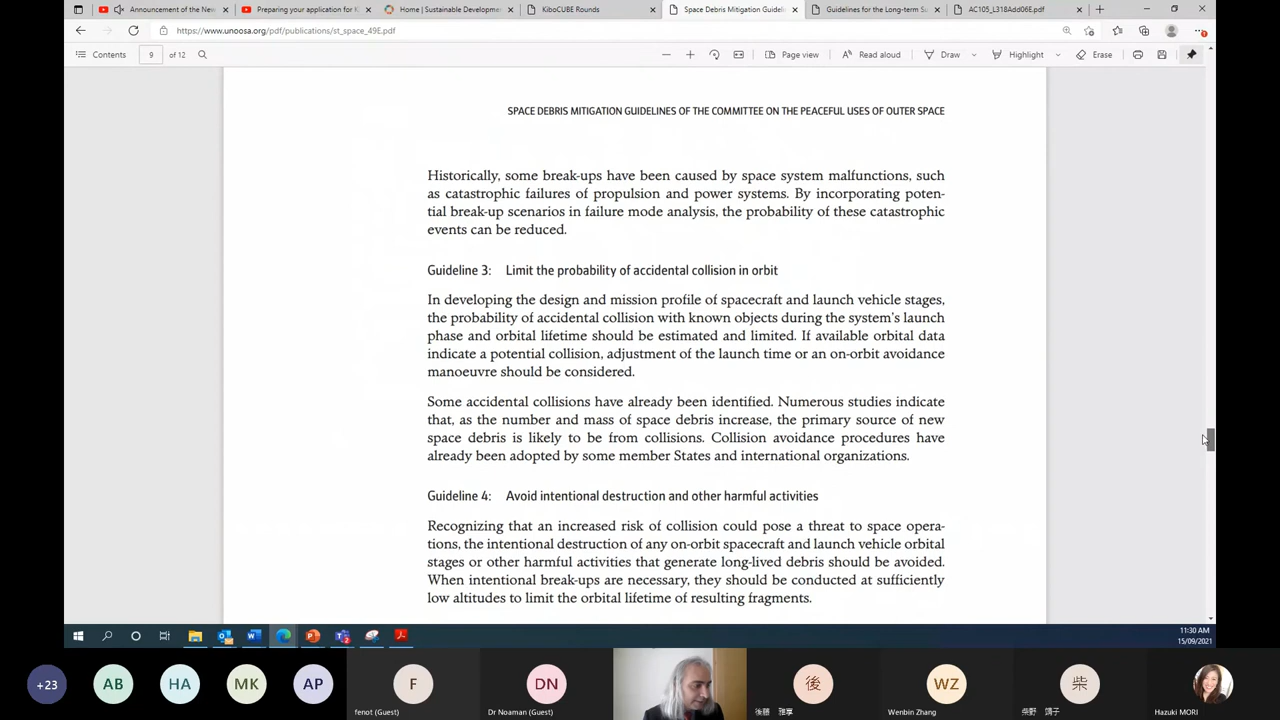 Announcement of the New
Preparing your application for Ki
Home | Sustainable Developmen
KiboCUBE Rounds
Space Debris Mitigation Guideli
Guidelines for the Long-term Su
AC105_L318Add06E.pdf
https://www.unoosa.org/pdf/publications/st_space_49E.pdf
Contents
9
of 12
Page view
Read aloud
Draw
Highlight
Erase
SPACE DEBRIS MITIGATION GUIDELINES OF THE COMMITTEE ON THE PEACEFUL USES OF OUTER SPACE
Historically, some break-ups have been caused by space system malfunctions, such
as catastrophic failures of propulsion and power systems. By incorporating poten-
tial break-up scenarios in failure mode analysis, the probability of these catastrophic
events can be reduced.
Guideline 3: Limit the probability of accidental collision in orbit
In developing the design and mission profile of spacecraft and launch vehicle stages,
the probability of accidental collision with known objects during the system's launch
phase and orbital lifetime should be estimated and limited. If available orbital data
indicate a potential collision, adjustment of the launch time or an on-orbit avoidance
manoeuvre should be considered.
Some accidental collisions have already been identified. Numerous studies indicate
that, as the number and mass of space debris increase, the primary source of new
space debris is likely to be from collisions. Collision avoidance procedures have
already been adopted by some member States and international organizations.
Guideline 4: Avoid intentional destruction and other harmful activities
Recognizing that an increased risk of collision could pose a threat to space opera-
tions, the intentional destruction of any on-orbit spacecraft and launch vehicle orbital
stages or other harmful activities that generate long-lived debris should be avoided.
When intentional break-ups are necessary, they should be conducted at sufficiently
low altitudes to limit the orbital lifetime of resulting fragments.
11:30 AM
15/09/2021
+23
AB
HA
MK
AP
F
fenot (Guest)
DN
Dr Noaman (Guest)
後
後藤 雅享
WZ
Wenbin Zhang
柴
柴野 靖子
Hazuki MORI